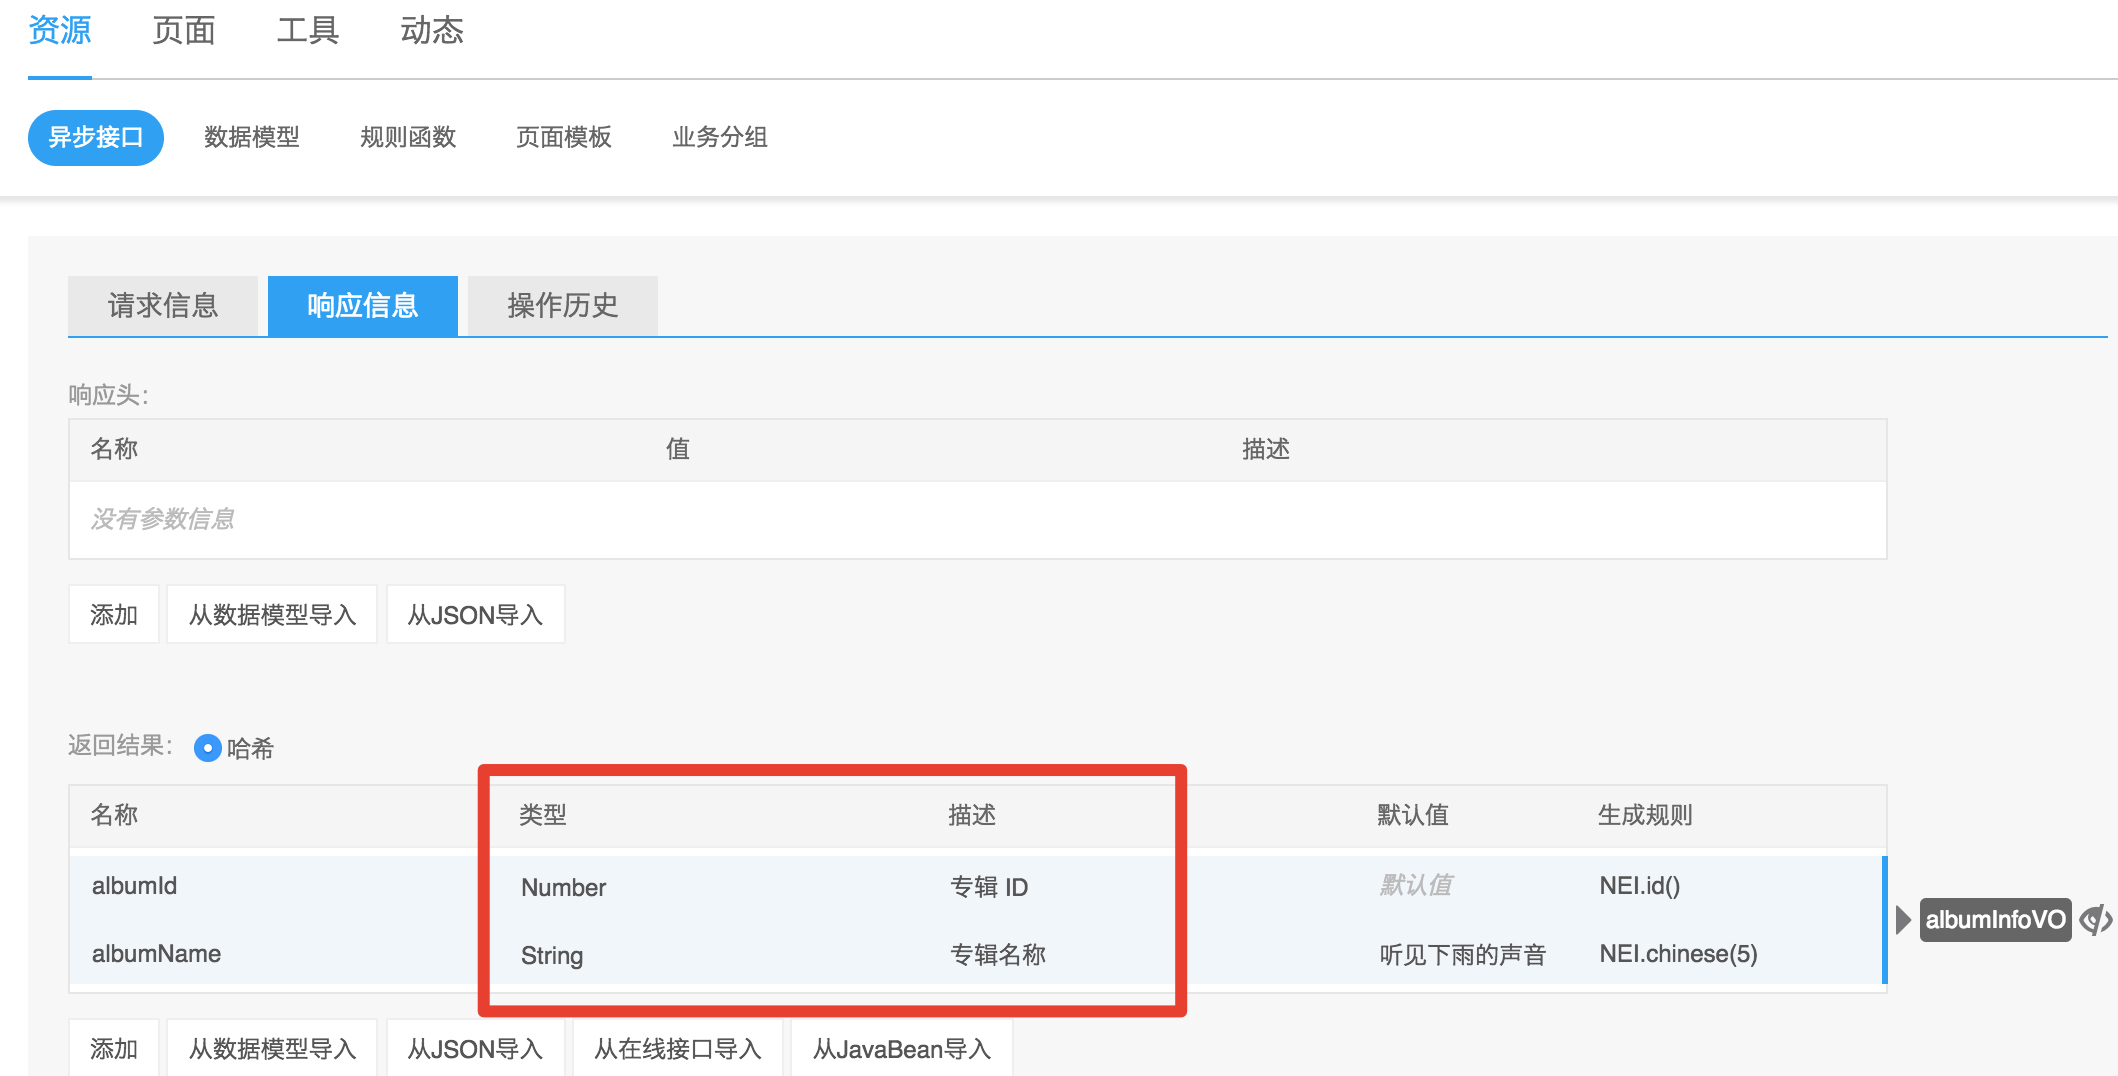 资源 页面 工具 动态
异步接口 数据模型 规则函数 页面模板 业务分组
请求信息 响应信息 操作历史
响应头：
名称 值 描述
没有参数信息
添加 从数据模型导入 从JSON导入
返回结果： 哈希
名称 类型 描述 默认值 生成规则
albumId Number 专辑 ID 默认值 NEI.id()
albumInfoVO
albumName String 专辑名称 听见下雨的声音 NEI.chinese(5)
添加 从数据模型导入 从JSON导入 从在线接口导入 从JavaBean导入